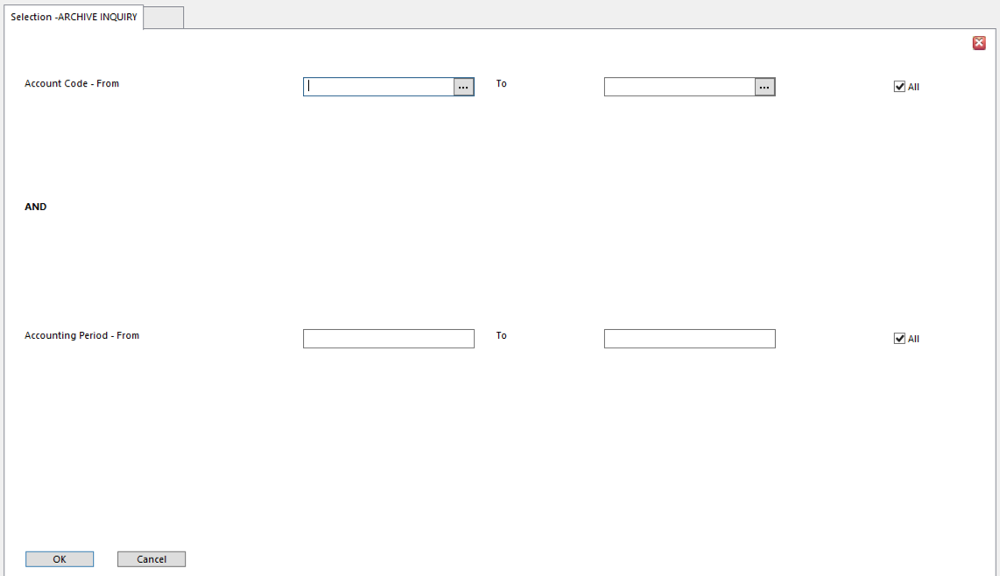 Selection -ARCHIVE INQUIRY
Account Code - From ... To ... All
AND
Accounting Period - From To All
OK Cancel